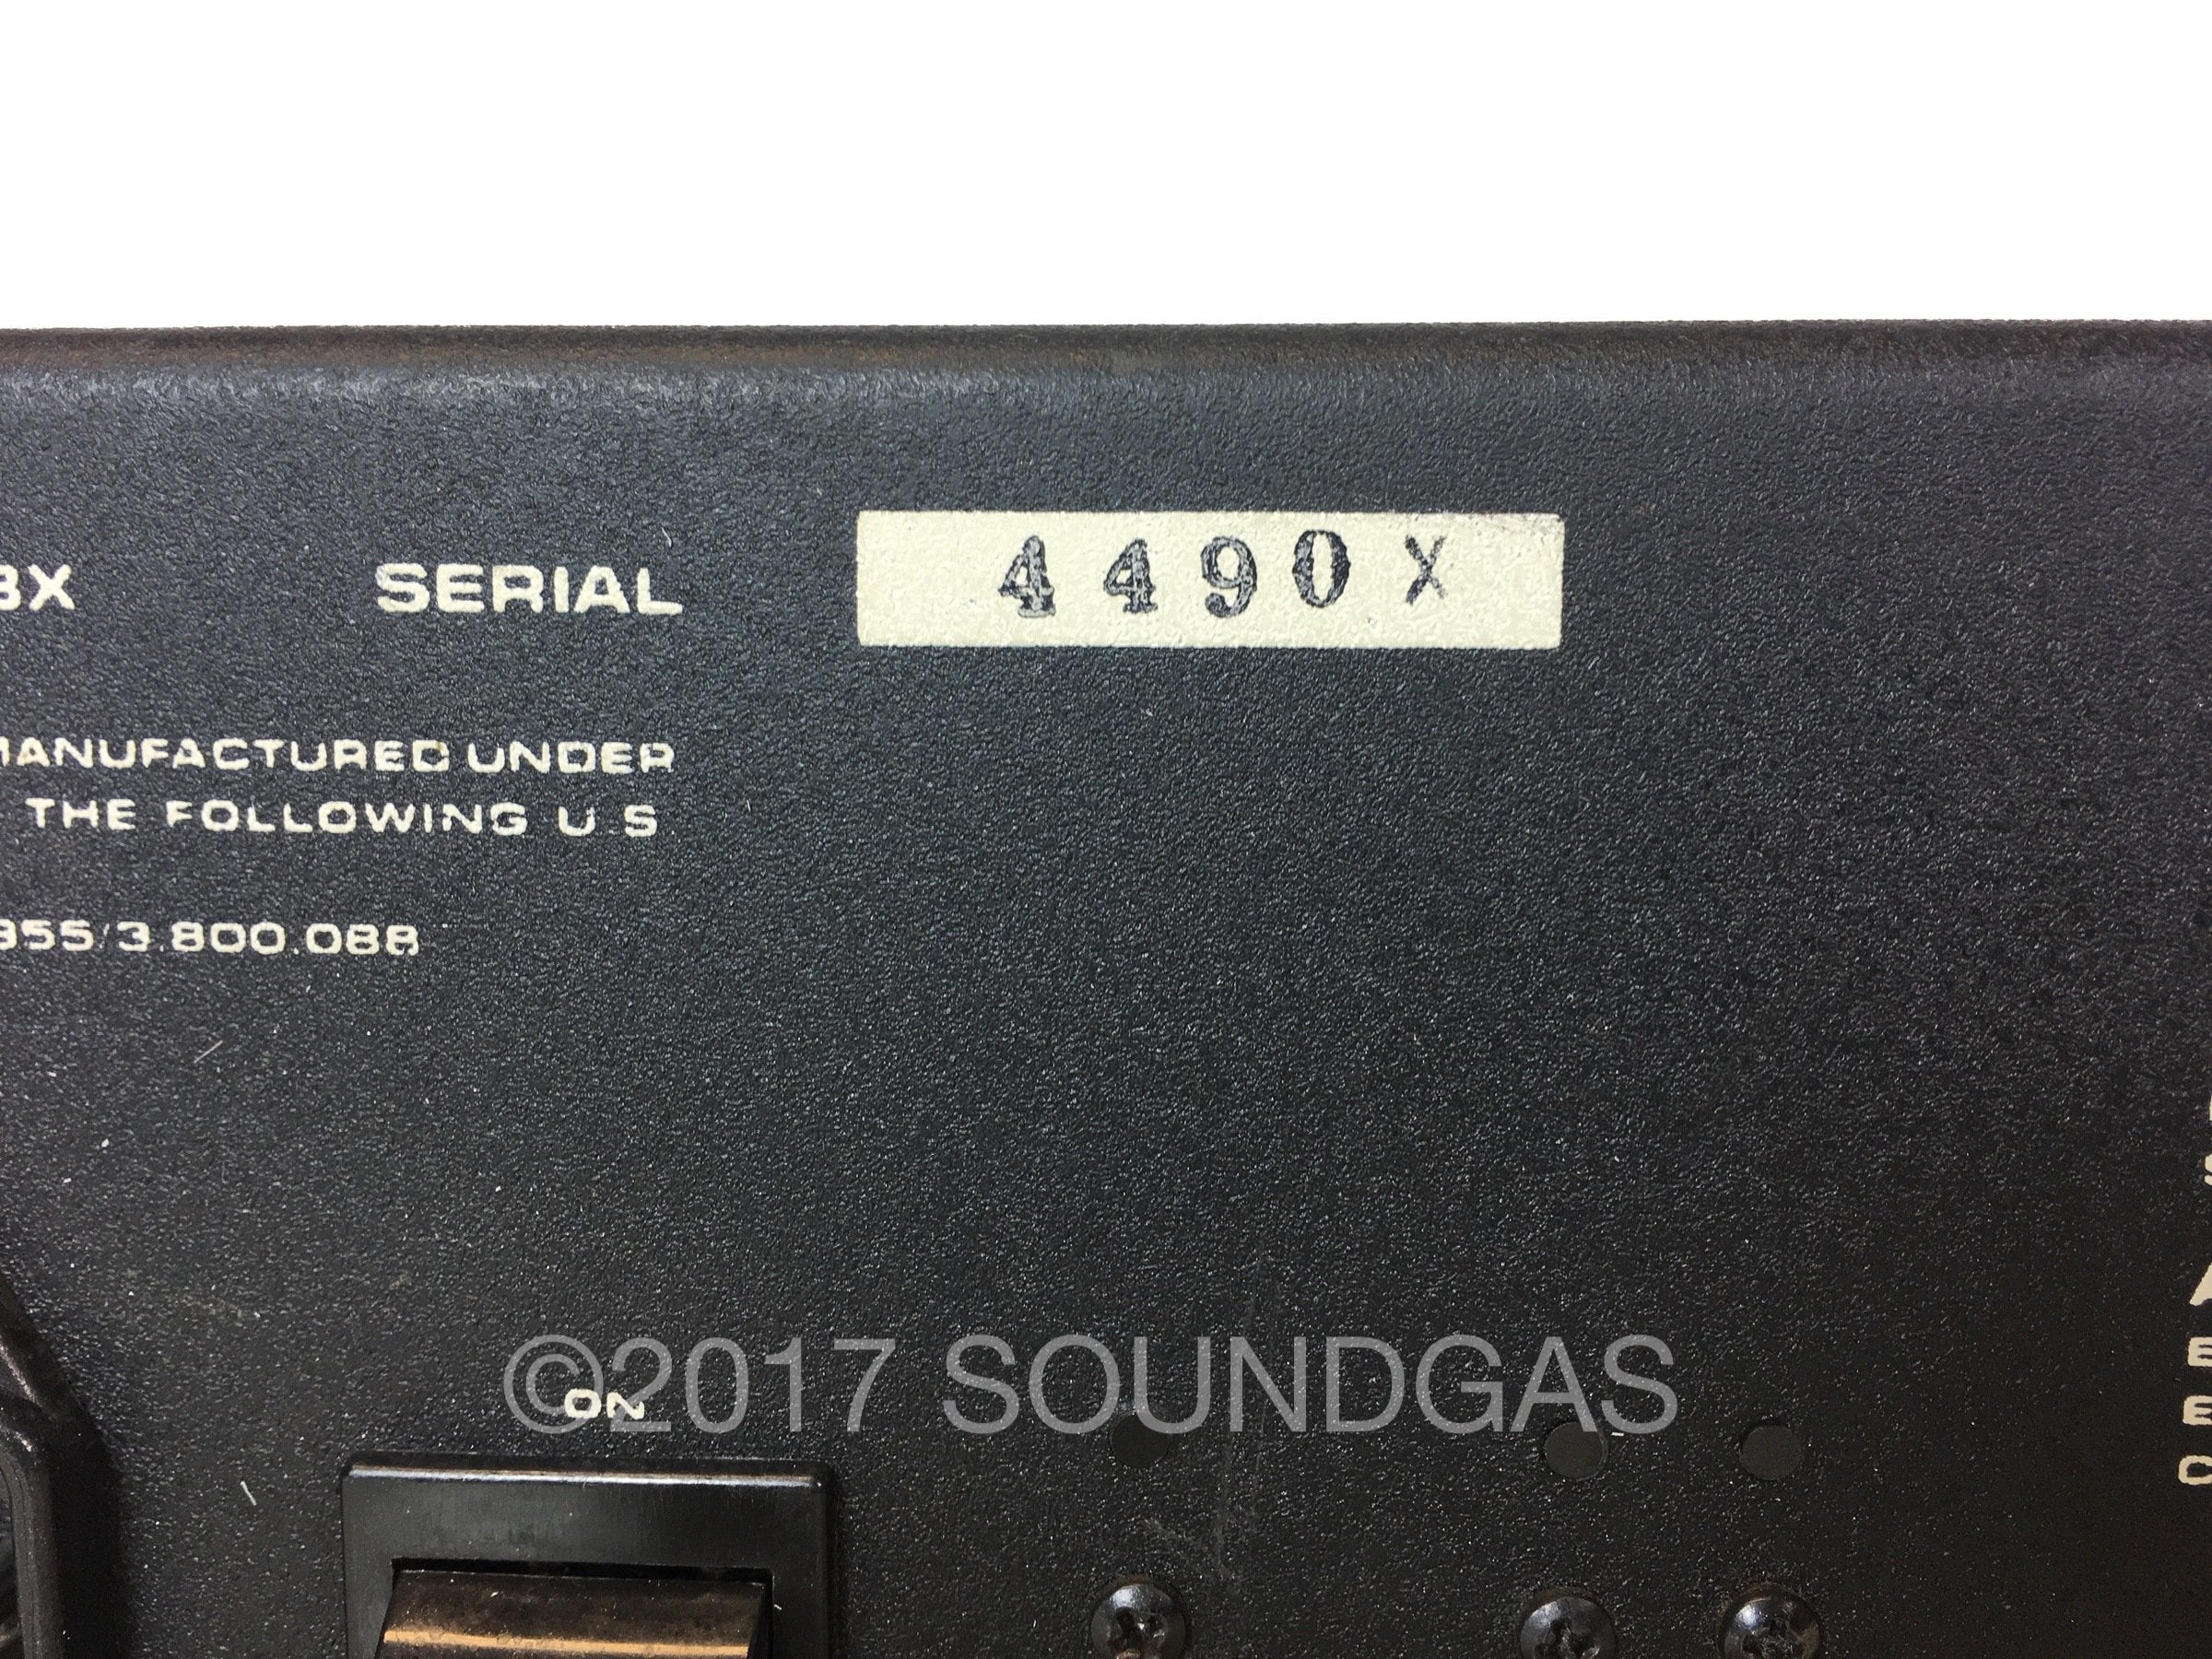 3X SERIAL 4490X
MANUFACTURED UNDER
THE FOLLOWING U.S
955/3.800.088
ON
©2017 SOUNDGAS
S
A
E
E
C